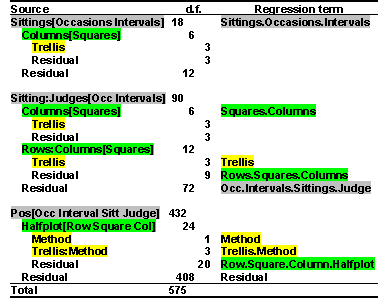 Source d.f. Regression term
Sittings[Occasions Intervals] 18 Sittings.Occasions.Intervals
Columns[Squares] 6
Trellis 3
Residual 3
Residual 12
Sitting:Judges[Occ Intervals] 90
Columns[Squares] 6 Squares.Columns
Trellis 3
Residual 3
Rows:Columns[Squares] 12
Trellis 3 Trellis
Residual 9 Rows.Squares.Columns
Residual 72 Occ.Intervals.Sittings.Judges
Pos[Occ Interval Sitt Judge] 432
Halfplot[Row Square Col] 24
Method 1 Method
Trellis:Method 3 Trellis.Method
Residual 20 Row.Square.Column.Halfplot
Residual 408 Residual
Total 575